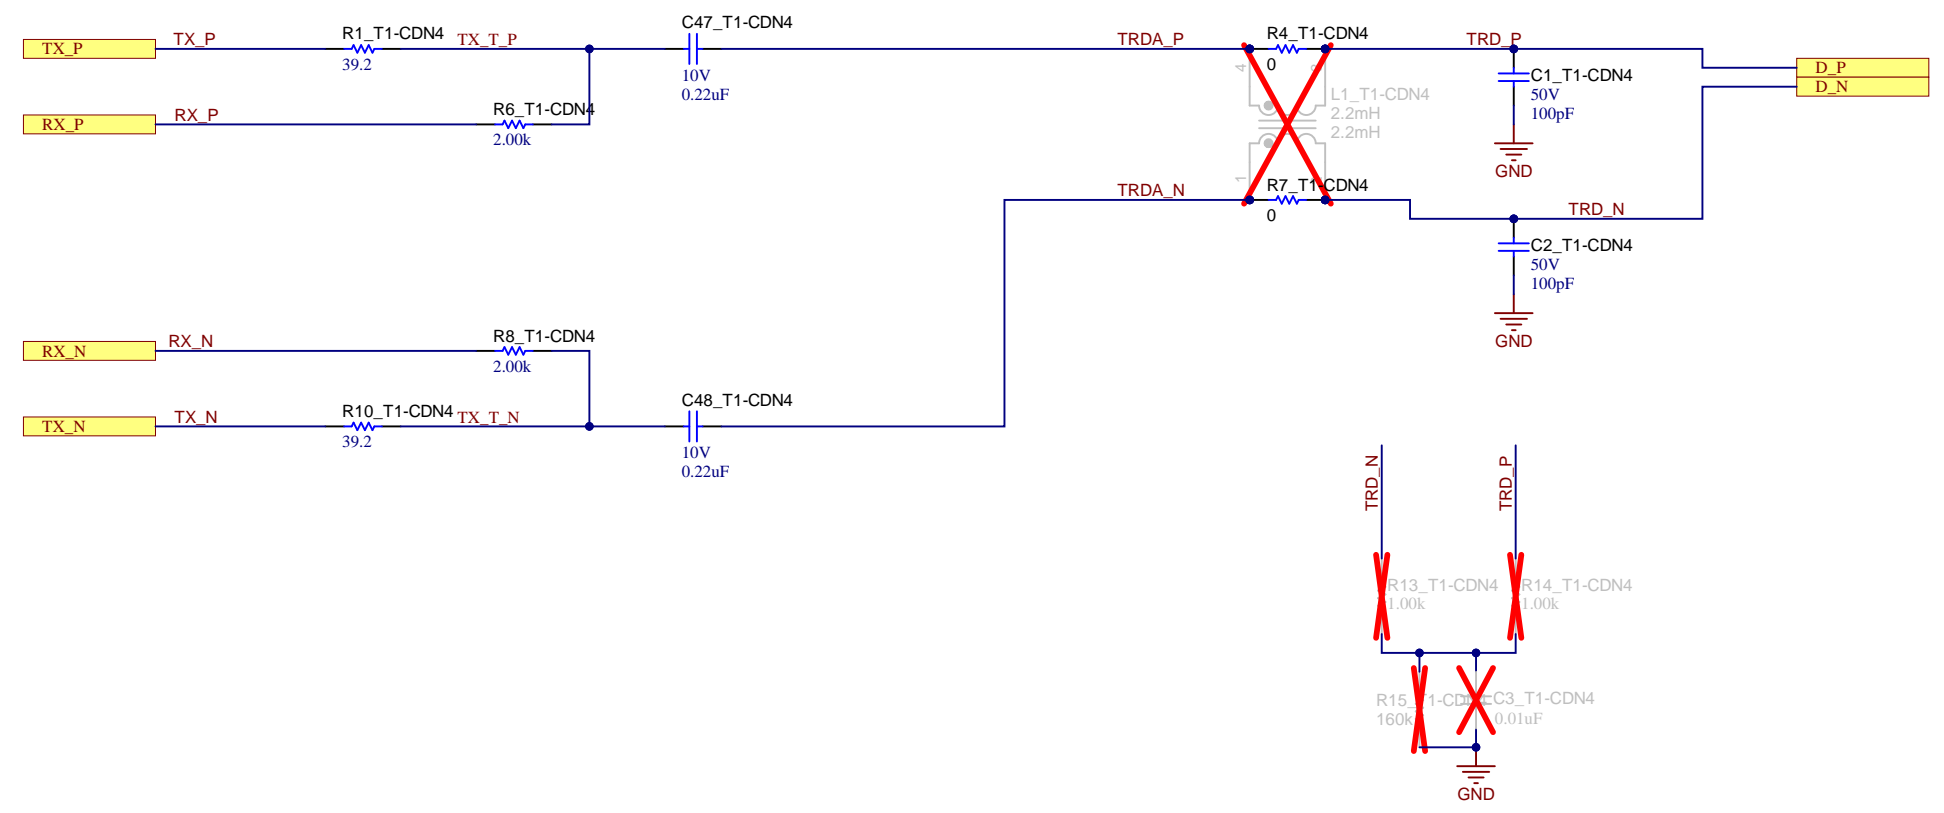 C47_T1-CDN4
TX_P
TX_P
R1_T1-CDN4
39.2
TX_T_P
10V
0.22uF
RX_P
RX_P
R6_T1-CDN4
2.00k
TRDA_P
R4_T1-CDN4
0
4
L1_T1-CDN4
2.2mH
2.2mH
1
TRD_P
C1_T1-CDN4
50V
100pF
GND
D_P
D_N
TRDA_N
R7_T1-CDN4
0
TRD_N
C2_T1-CDN4
50V
100pF
GND
RX_N
RX_N
R8_T1-CDN4
2.00k
TX_N
TX_N
R10_T1-CDN4
39.2
TX_T_N
C48_T1-CDN4
10V
0.22uF
TRD_N
TRD_P
R13_T1-CDN4
1.00k
R14_T1-CDN4
1.00k
160k
C3_T1-CDN4
0.01uF
GND